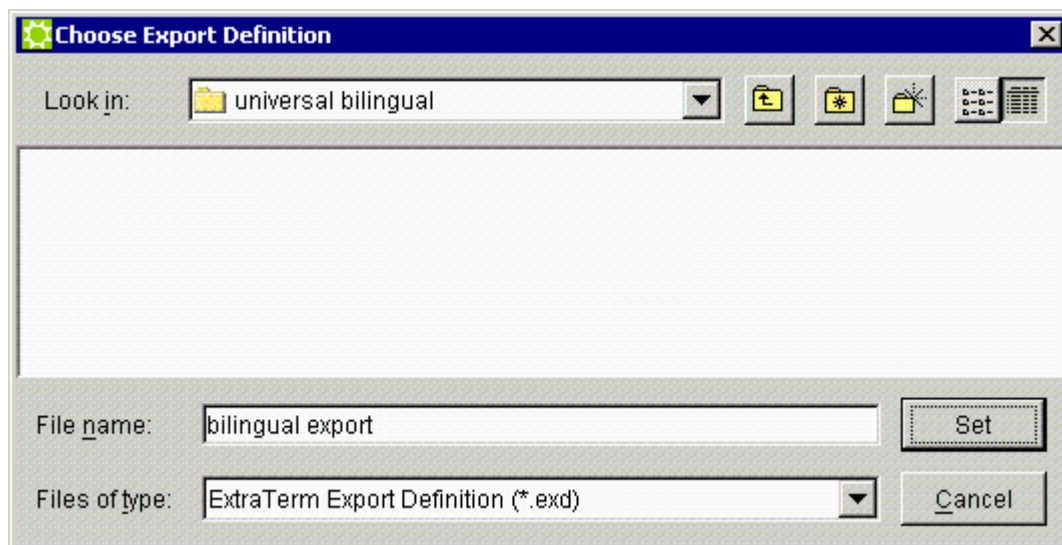 Choose Export Definition
Look in: universal bilingual
File name: bilingual export Set
Files of type: ExtraTerm Export Definition (*.exd) Cancel